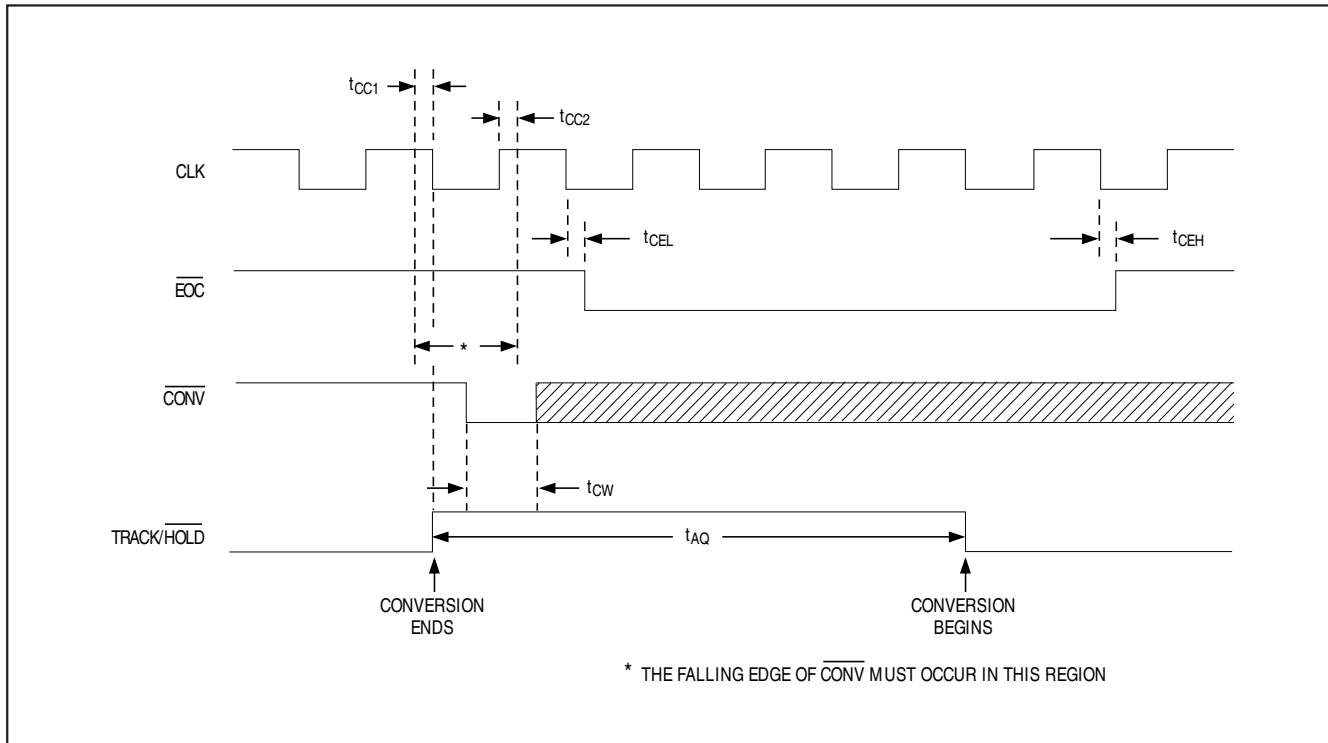 tCC1
tCC2
CLK
tCEL
tCEH
EOC
*
CONV
tCW
TRACK/HOLD
tAQ
CONVERSION
ENDS
CONVERSION
BEGINS
* THE FALLING EDGE OF CONV MUST OCCUR IN THIS REGION